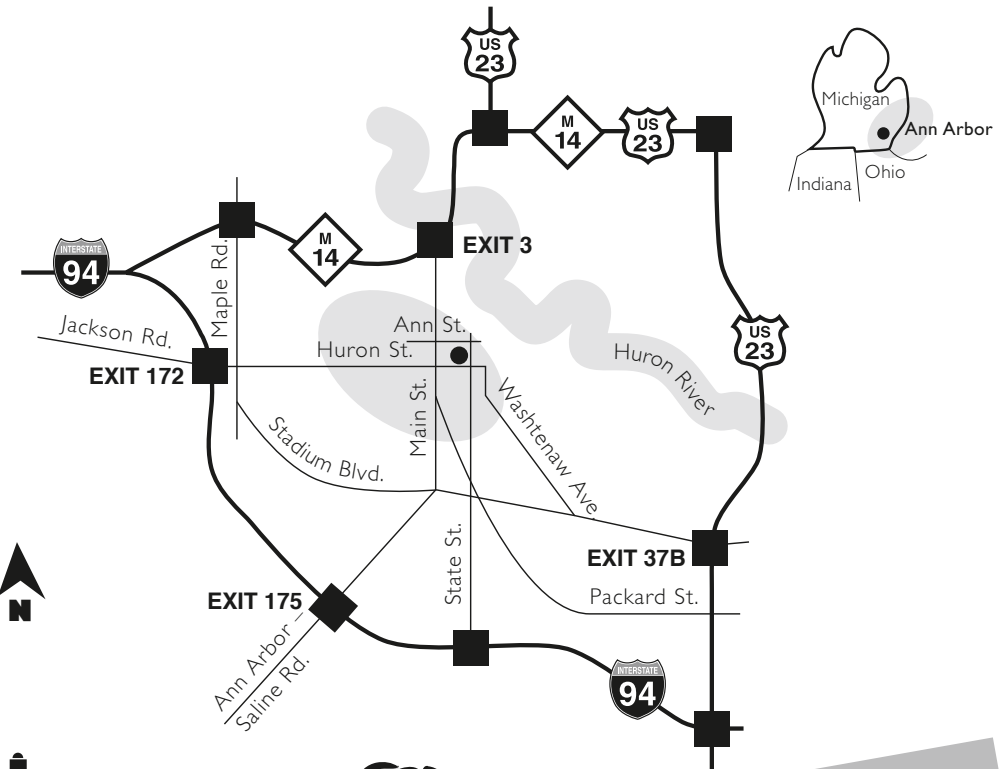 US
23
M
14
US
23
Michigan
Ann Arbor
Indiana
Ohio
INTERSTATE
94
Maple Rd.
M
14
EXIT 3
Jackson Rd.
EXIT 172
Ann St.
Huron St.
Main St.
Washtenaw Ave.
Huron River
US
23
Stadium Blvd.
State St.
EXIT 37B
Packard St.
EXIT 175
Ann Arbor –
Saline Rd.
INTERSTATE
94
N